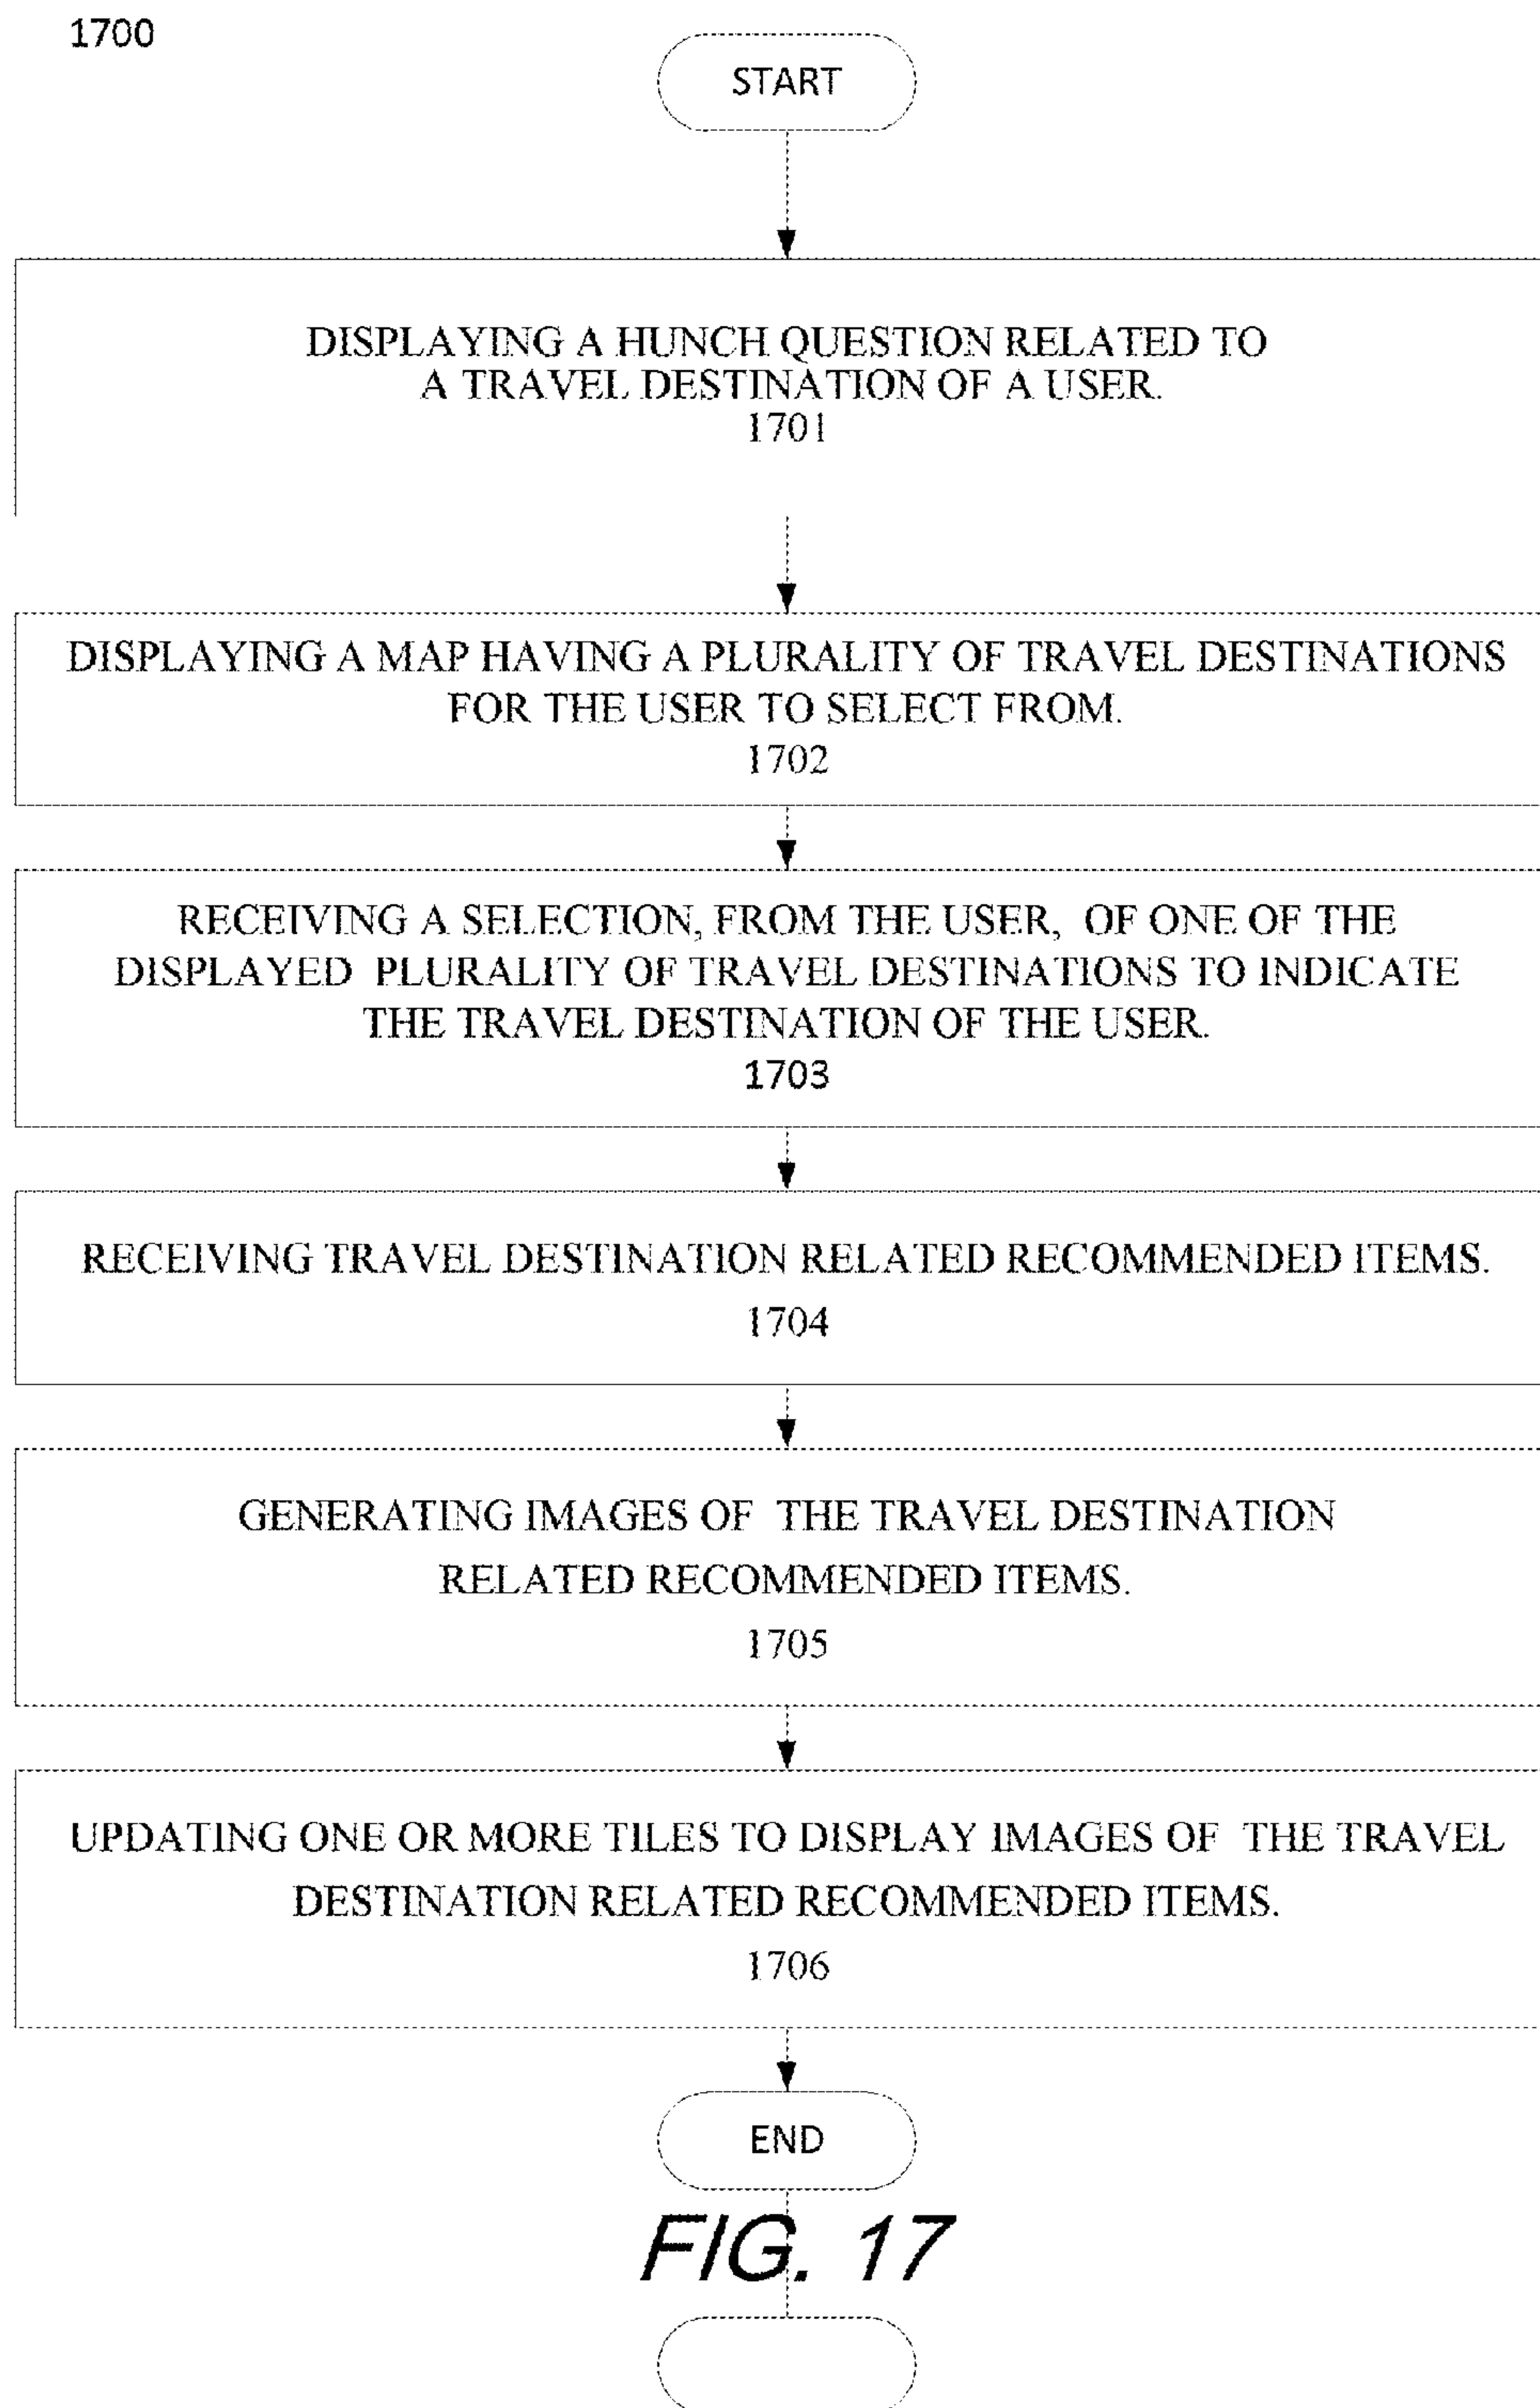 1700
START
DISPLAYING A HUNCH QUESTION RELATED TO
A TRAVEL DESTINATION OF A USER.
1701
DISPLAYING A MAP HAVING A PLURALITY OF TRAVEL DESTINATIONS
FOR THE USER TO SELECT FROM.
1702
RECEIVING A SELECTION, FROM THE USER, OF ONE OF THE
DISPLAYED PLURALITY OF TRAVEL DESTINATIONS TO INDICATE
THE TRAVEL DESTINATION OF THE USER.
1703
RECEIVING TRAVEL DESTINATION RELATED RECOMMENDED ITEMS.
1704
GENERATING IMAGES OF THE TRAVEL DESTINATION
RELATED RECOMMENDED ITEMS.
1705
UPDATING ONE OR MORE TILES TO DISPLAY IMAGES OF THE TRAVEL
DESTINATION RELATED RECOMMENDED ITEMS.
1706
END
FIG. 17